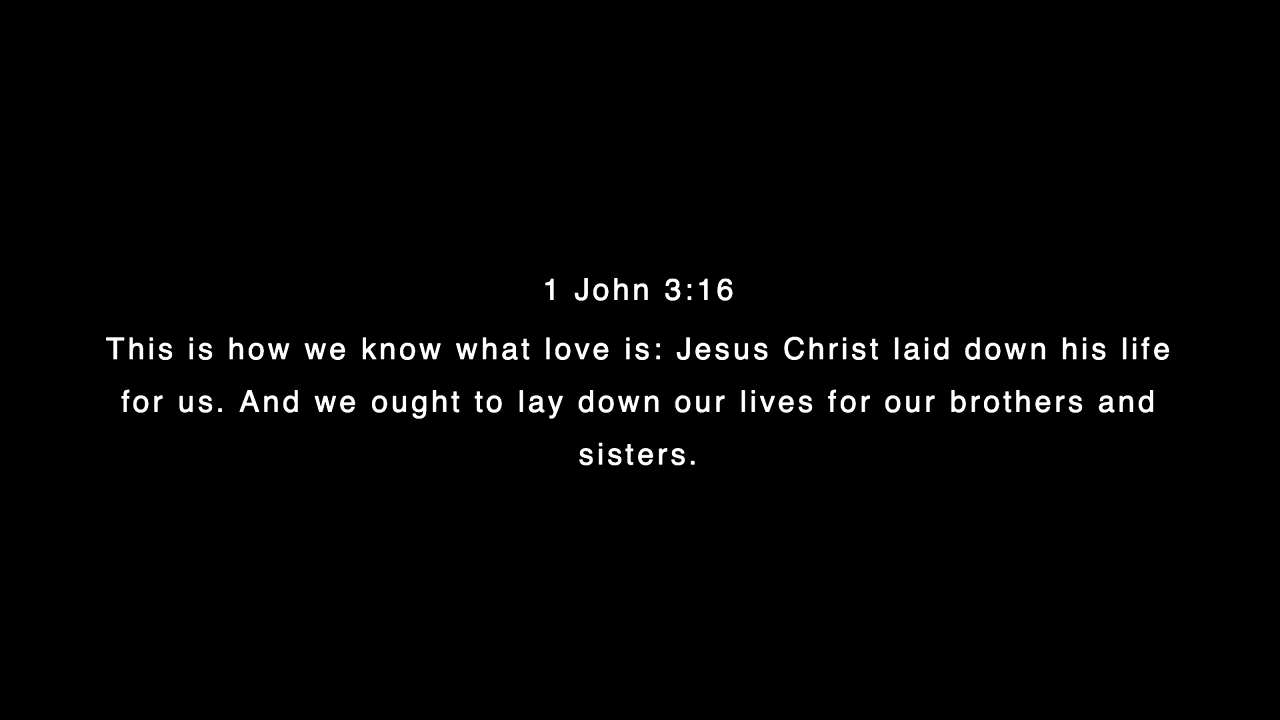 1 John 3:16
This is how we know what love is: Jesus Christ laid down his life
for us. And we ought to lay down our lives for our brothers and
sisters.